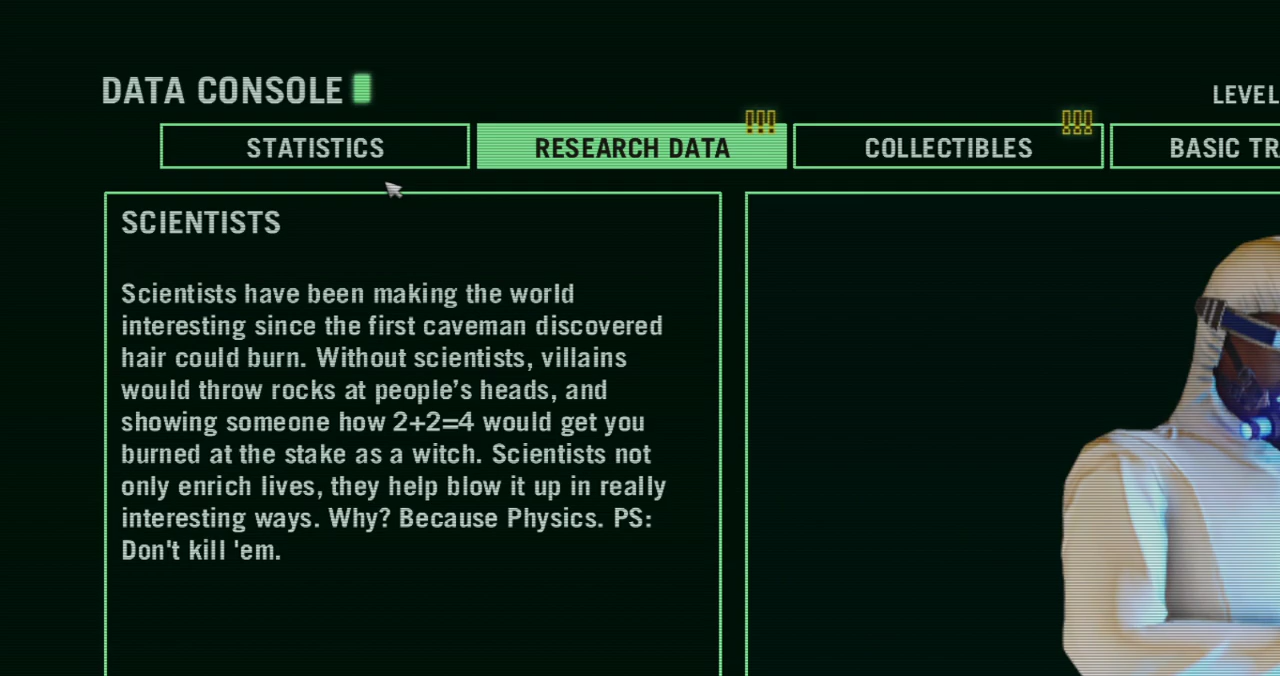 DATA CONSOLE
LEVEL
STATISTICS
!!!
RESEARCH DATA
!!!
COLLECTIBLES
BASIC TR
SCIENTISTS
Scientists have been making the world
interesting since the first caveman discovered
hair could burn. Without scientists, villains
would throw rocks at people’s heads, and
showing someone how 2+2=4 would get you
burned at the stake as a witch. Scientists not
only enrich lives, they help blow it up in really
interesting ways. Why? Because Physics. PS:
Don't kill 'em.